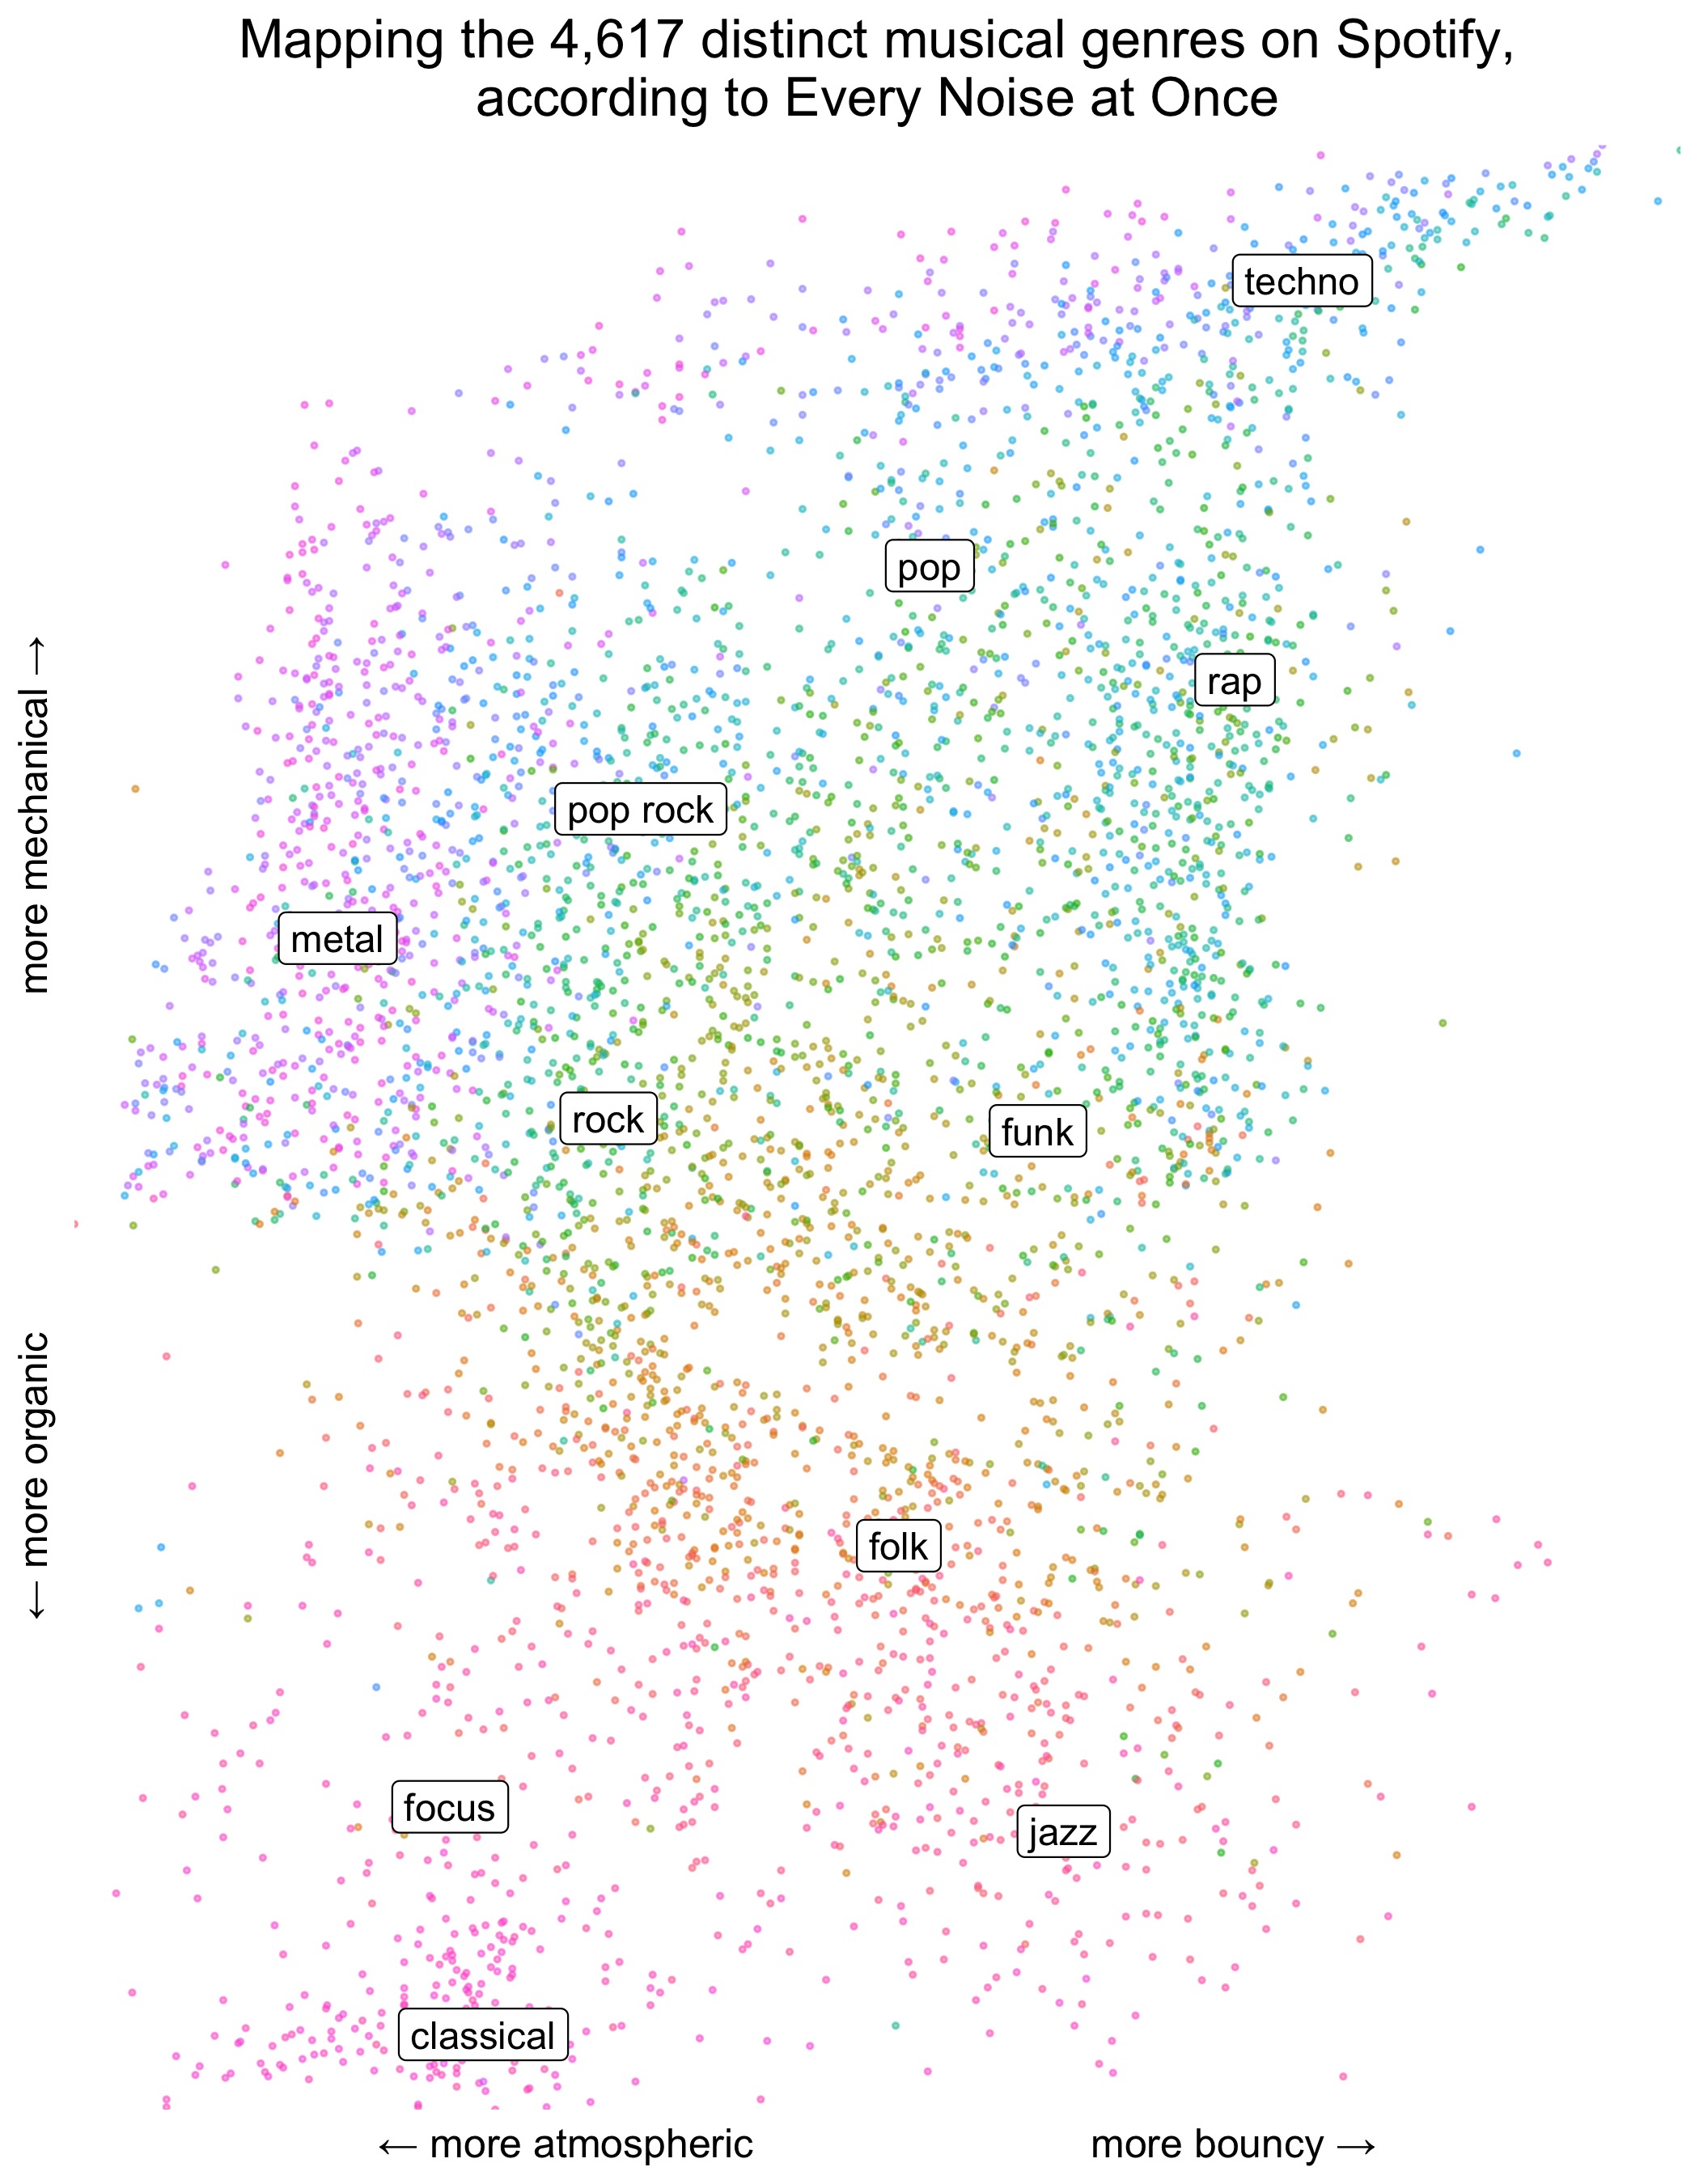 Mapping the 4,617 distinct musical genres on Spotify,
according to Every Noise at Once
techno
pop
rap
pop rock
metal
rock
funk
folk
focus
jazz
classical
more mechanical →
← more organic
← more atmospheric
more bouncy →